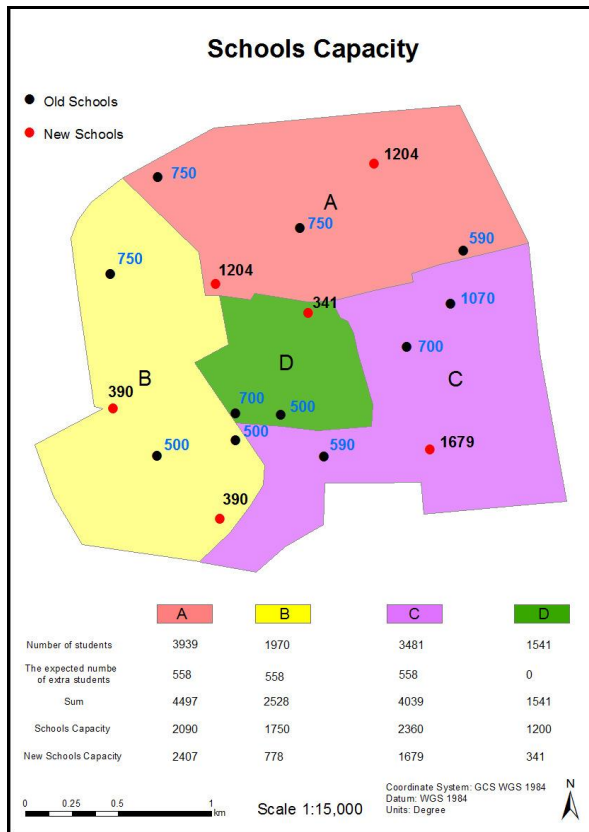 Schools Capacity
Old Schools
New Schools
1204
750
A
750
590
750
1204
341
1070
700
D
C
B
390
700
500
500
1679
500
590
390
A B C D
Number of students 3939 1970 3481 1541
The expected numbe 558 558 558 0
of extra students
Sum 4497 2528 4039 1541
Schools Capacity 2090 1750 2360 1200
New Schools Capacity 2407 778 1679 341
Coordinate System: GCS WGS 1984
Datum: WGS 1984
Units: Degree
N
0 0.25 0.5 1
km
Scale 1:15,000